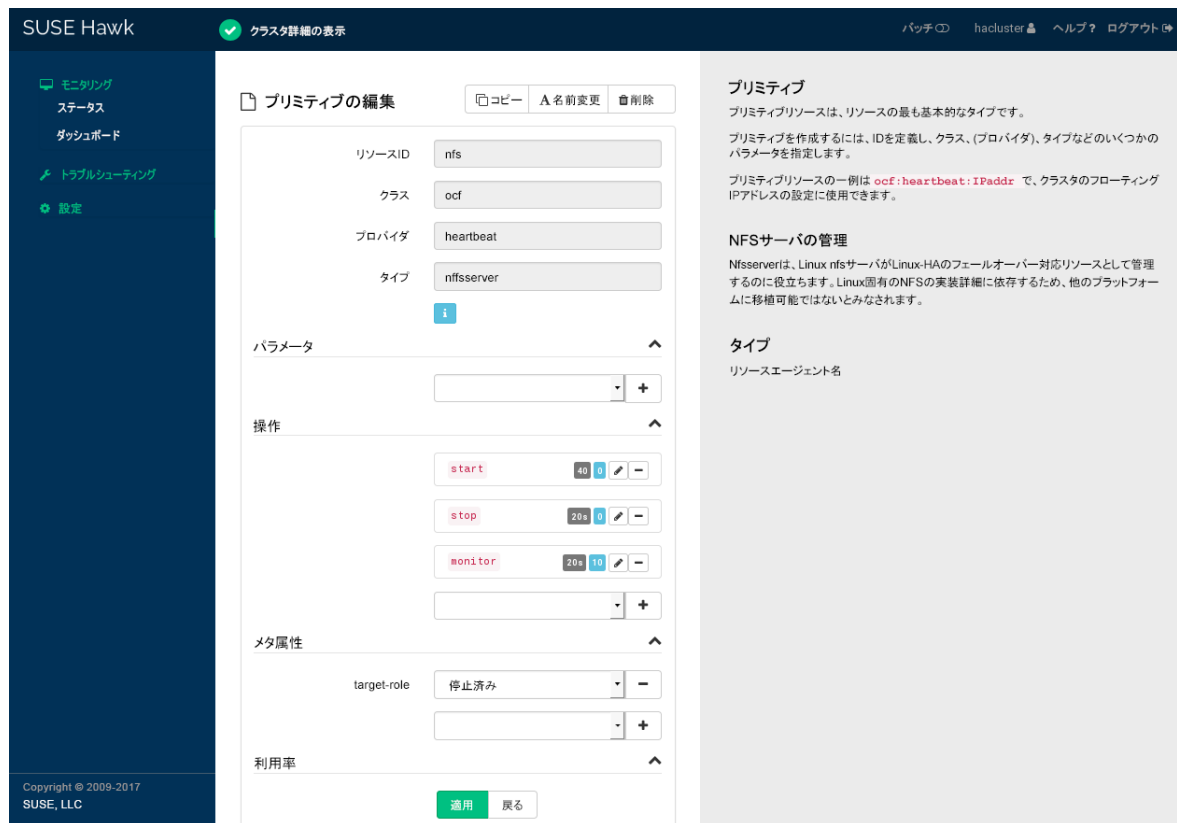 SUSE Hawk
クラスタ詳細の表示
バッチ
hacluster
ヘルプ?
ログアウト
モニタリング
ステータス
ダッシュボード
トラブルシューティング
設定
Copyright © 2009-2017
SUSE, LLC
プリミティブの編集
コピー
A名前変更
削除
リソースID
nfs
クラス
ocf
プロバイダ
heartbeat
タイプ
nffsserver
i
パラメータ
操作
start
40 0
stop
20s 0
monitor
20s 10
メタ属性
target-role
停止済み
利用率
適用
戻る
プリミティブ
プリミティブリソースは、リソースの最も基本的なタイプです。
プリミティブを作成するには、IDを定義し、クラス、(プロバイダ)、タイプなどのいくつかの
パラメータを指定します。
プリミティブリソースの一例は ocf:heartbeat:IPaddr で、クラスタのフローティング
IPアドレスの設定に使用できます。
NFSサーバの管理
Nfsserverは、Linux nfsサーバがLinux-HAのフェールオーバー対応リソースとして管理
するのに役立ちます。Linux固有のNFSの実装詳細に依存するため、他のプラットフォー
ムに移植可能ではないとみなされます。
タイプ
リソースエージェント名